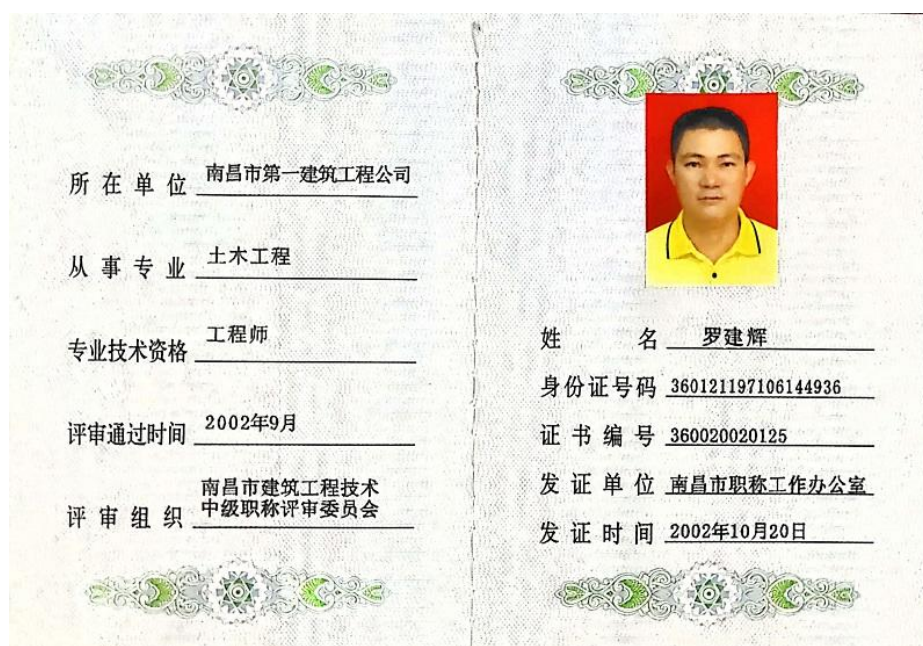 所在单位 南昌市第一建筑工程公司
从事专业 土木工程
专业技术资格 工程师
评审通过时间 2002年9月
评审组织 南昌市建筑工程技术
中级职称评审委员会
姓名 罗建辉
身份证号码 360121197106144936
证书编号 360020020125
发证单位 南昌市职称工作办公室
发证时间 2002年10月20日